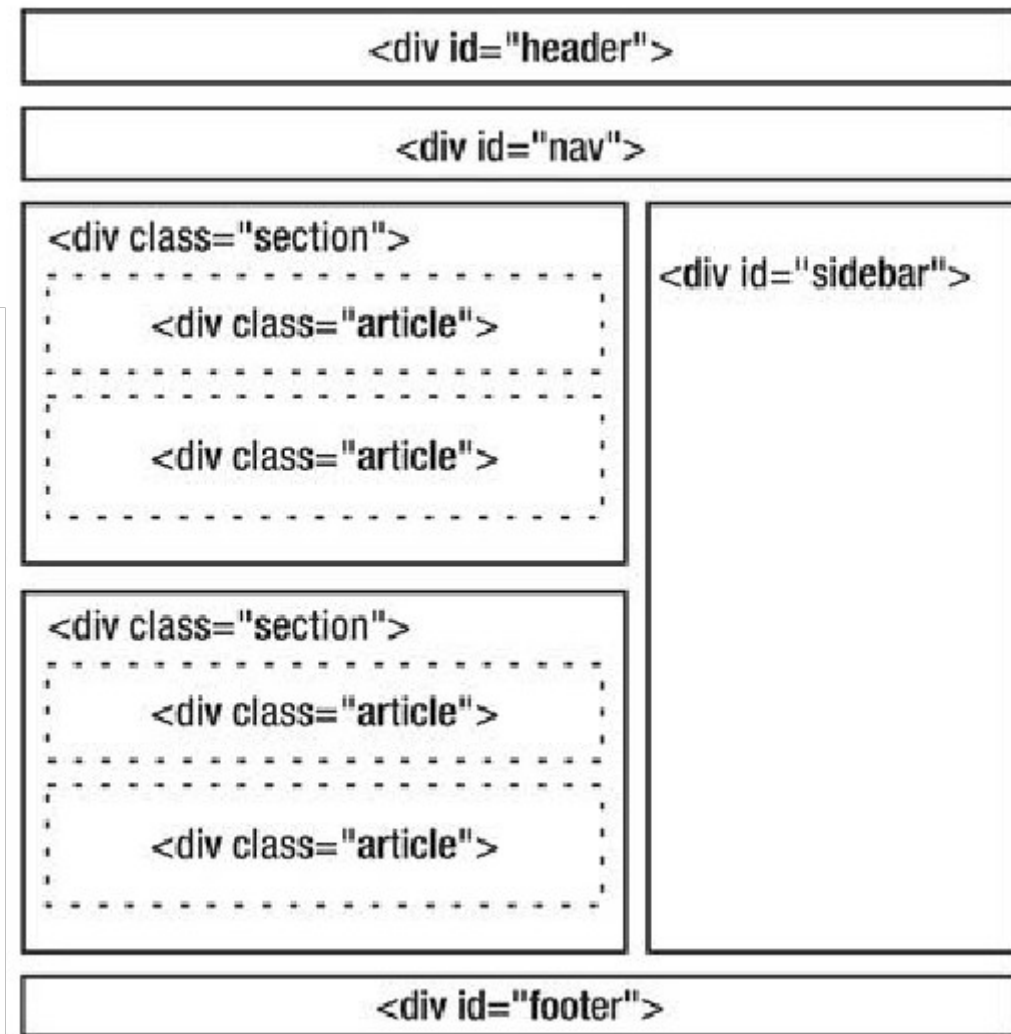 <div id="header">
<div id="nav">
<div class="section">
<div class="article">
<div class="article">
<div class="section">
<div class="article">
<div class="article">
<div id="sidebar">
<div id="footer">